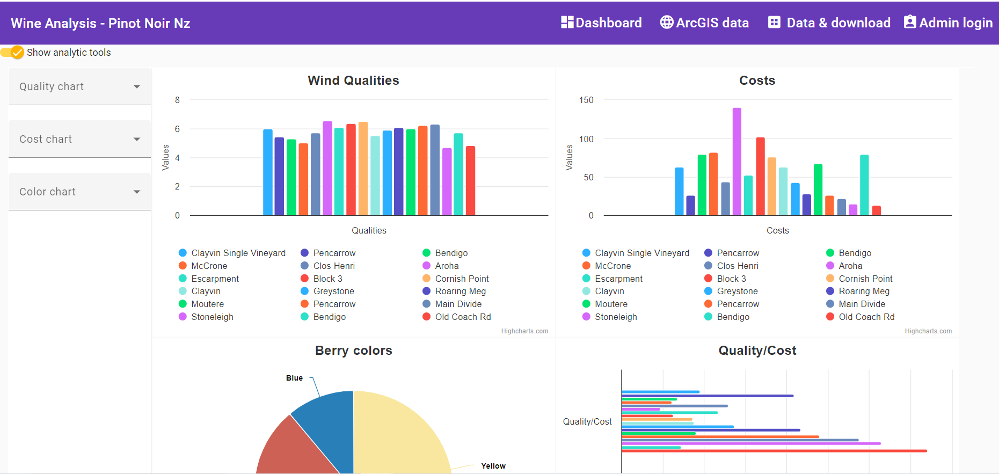 Wine Analysis - Pinot Noir Nz
Dashboard
ArcGIS data
Data & download
Admin login
Show analytic tools
Quality chart
Cost chart
Color chart
Wind Qualities
8
6
4
2
0
Values
Qualities
Clayvin Single Vineyard
Pencarrow
Bendigo
McCrone
Clos Henri
Aroha
Escarpment
Block 3
Cornish Point
Clayvin
Greystone
Roaring Meg
Moutere
Pencarrow
Main Divide
Stoneleigh
Bendigo
Old Coach Rd
Highcharts.com
Costs
150
100
50
0
Values
Costs
Clayvin Single Vineyard
Pencarrow
Bendigo
McCrone
Clos Henri
Aroha
Escarpment
Block 3
Cornish Point
Clayvin
Greystone
Roaring Meg
Moutere
Pencarrow
Main Divide
Stoneleigh
Bendigo
Old Coach Rd
Highcharts.com
Berry colors
Blue
Yellow
Quality/Cost
Quality/Cost